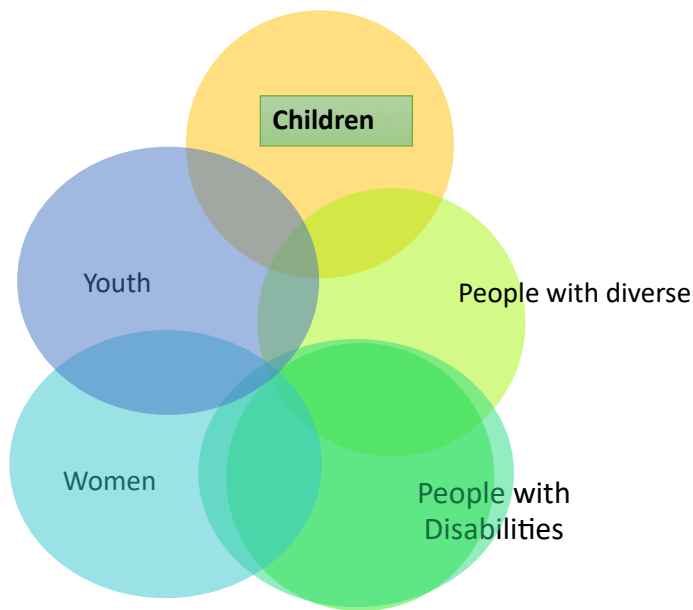 Children
Youth
People with diverse
Women
People with
Disabilities